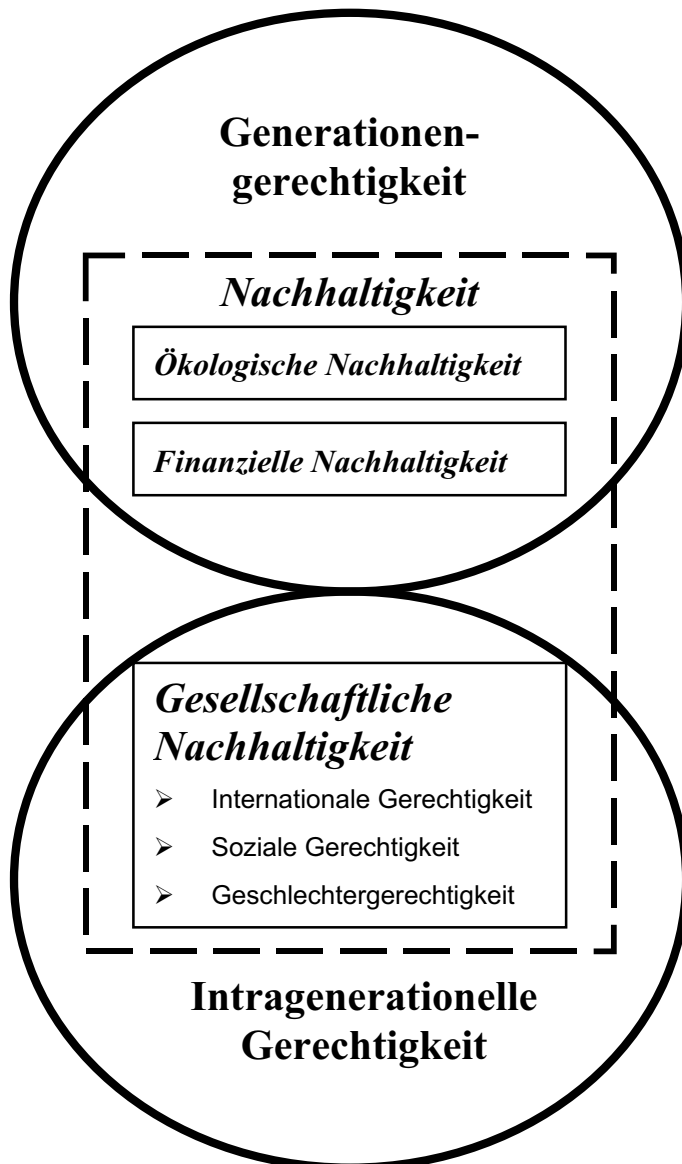 Generationen-
gerechtigkeit
Nachhaltigkeit
Ökologische Nachhaltigkeit
Finanzielle Nachhaltigkeit
Gesellschaftliche
Nachhaltigkeit
➢ Internationale Gerechtigkeit
➢ Soziale Gerechtigkeit
➢ Geschlechtergerechtigkeit
Intragenerationelle
Gerechtigkeit